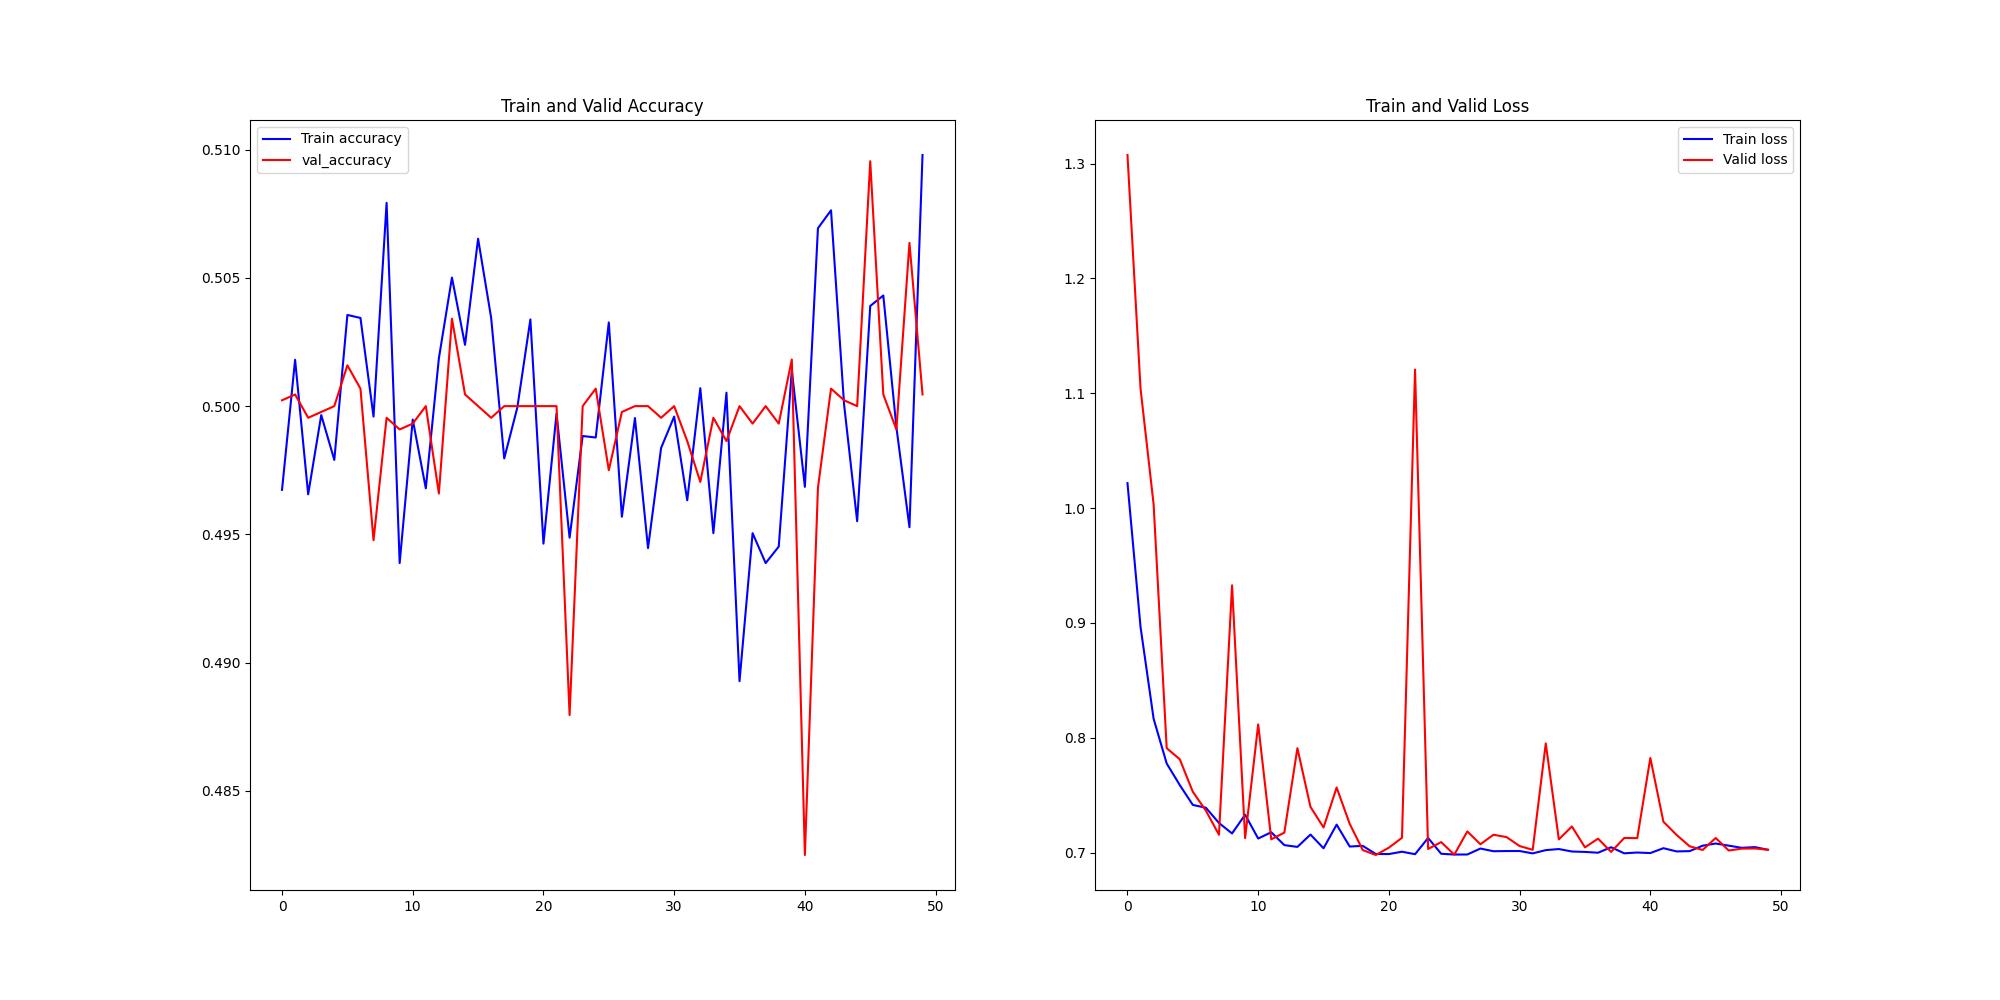 Train and Valid Accuracy
Train accuracy
val_accuracy
0.510
0.505
0.500
0.495
0.490
0.485
0 10 20 30 40 50
Train and Valid Loss
Train loss
Valid loss
1.3
1.2
1.1
1.0
0.9
0.8
0.7
0 10 20 30 40 50